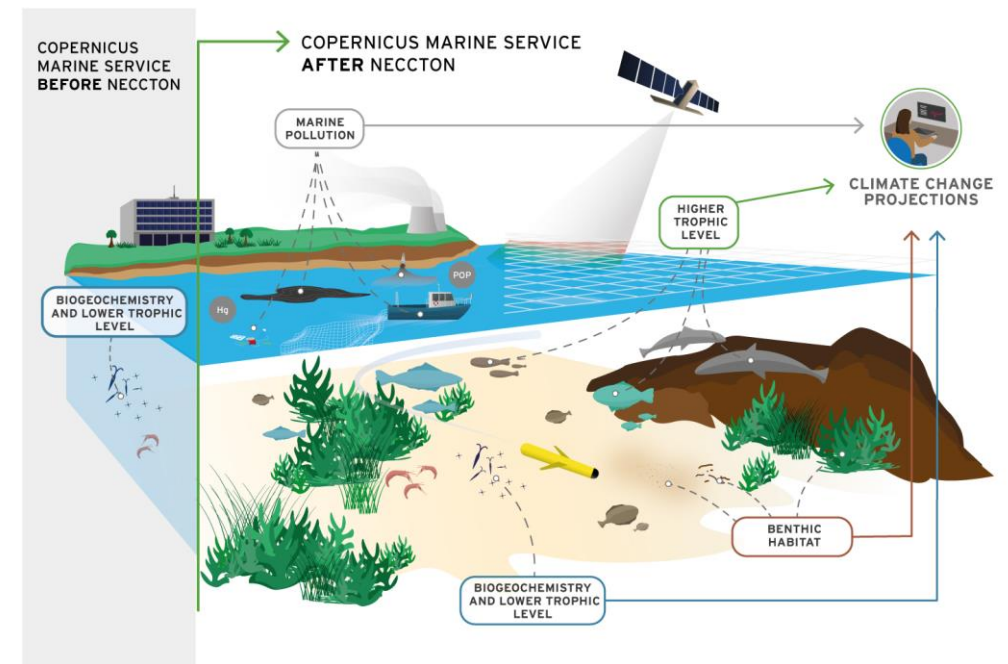 COPERNICUS
MARINE SERVICE
BEFORE NECCTON
COPERNICUS MARINE SERVICE
AFTER NECCTON
MARINE
POLLUTION
CLIMATE CHANGE
PROJECTIONS
HIGHER
TROPHIC
LEVEL
POP
Hg
BIOGEOCHEMISTRY
AND LOWER TROPHIC
LEVEL
BENTHIC
HABITAT
BIOGEOCHEMISTRY
AND LOWER TROPHIC
LEVEL